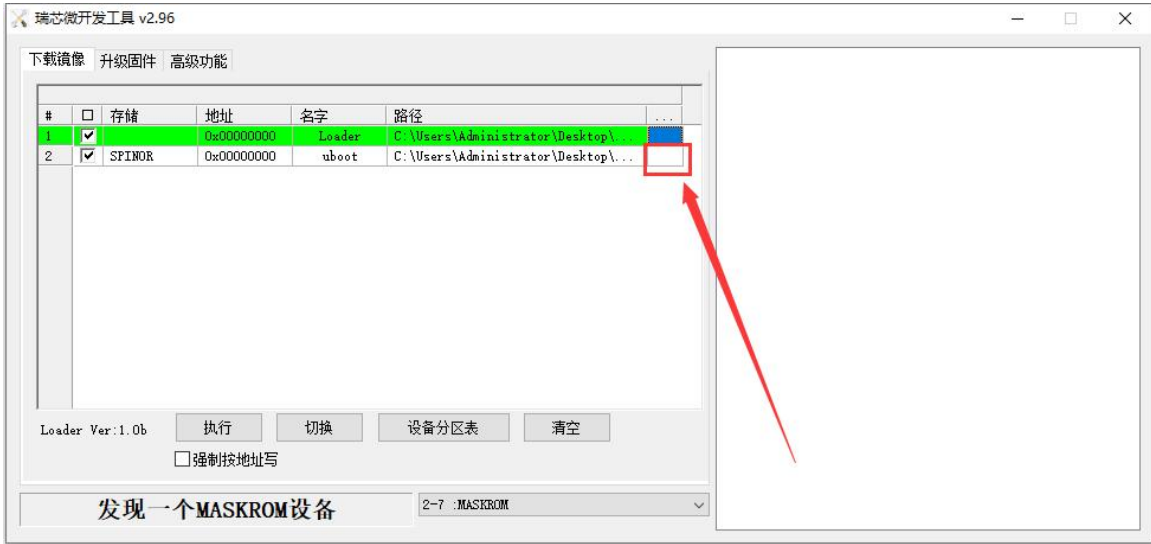 瑞芯微开发工具 v2.96
下载镜像 升级固件 高级功能
# 存储 地址 名字 路径 ...
1 0x00000000 Loader C:\Users\Administrator\Desktop\...
2 SPINOR 0x00000000 uboot C:\Users\Administrator\Desktop\...
Loader Ver:1.0b 执行 切换 设备分区表 清空
强制按地址写
发现一个MASKROM设备 2-7 :MASKROM